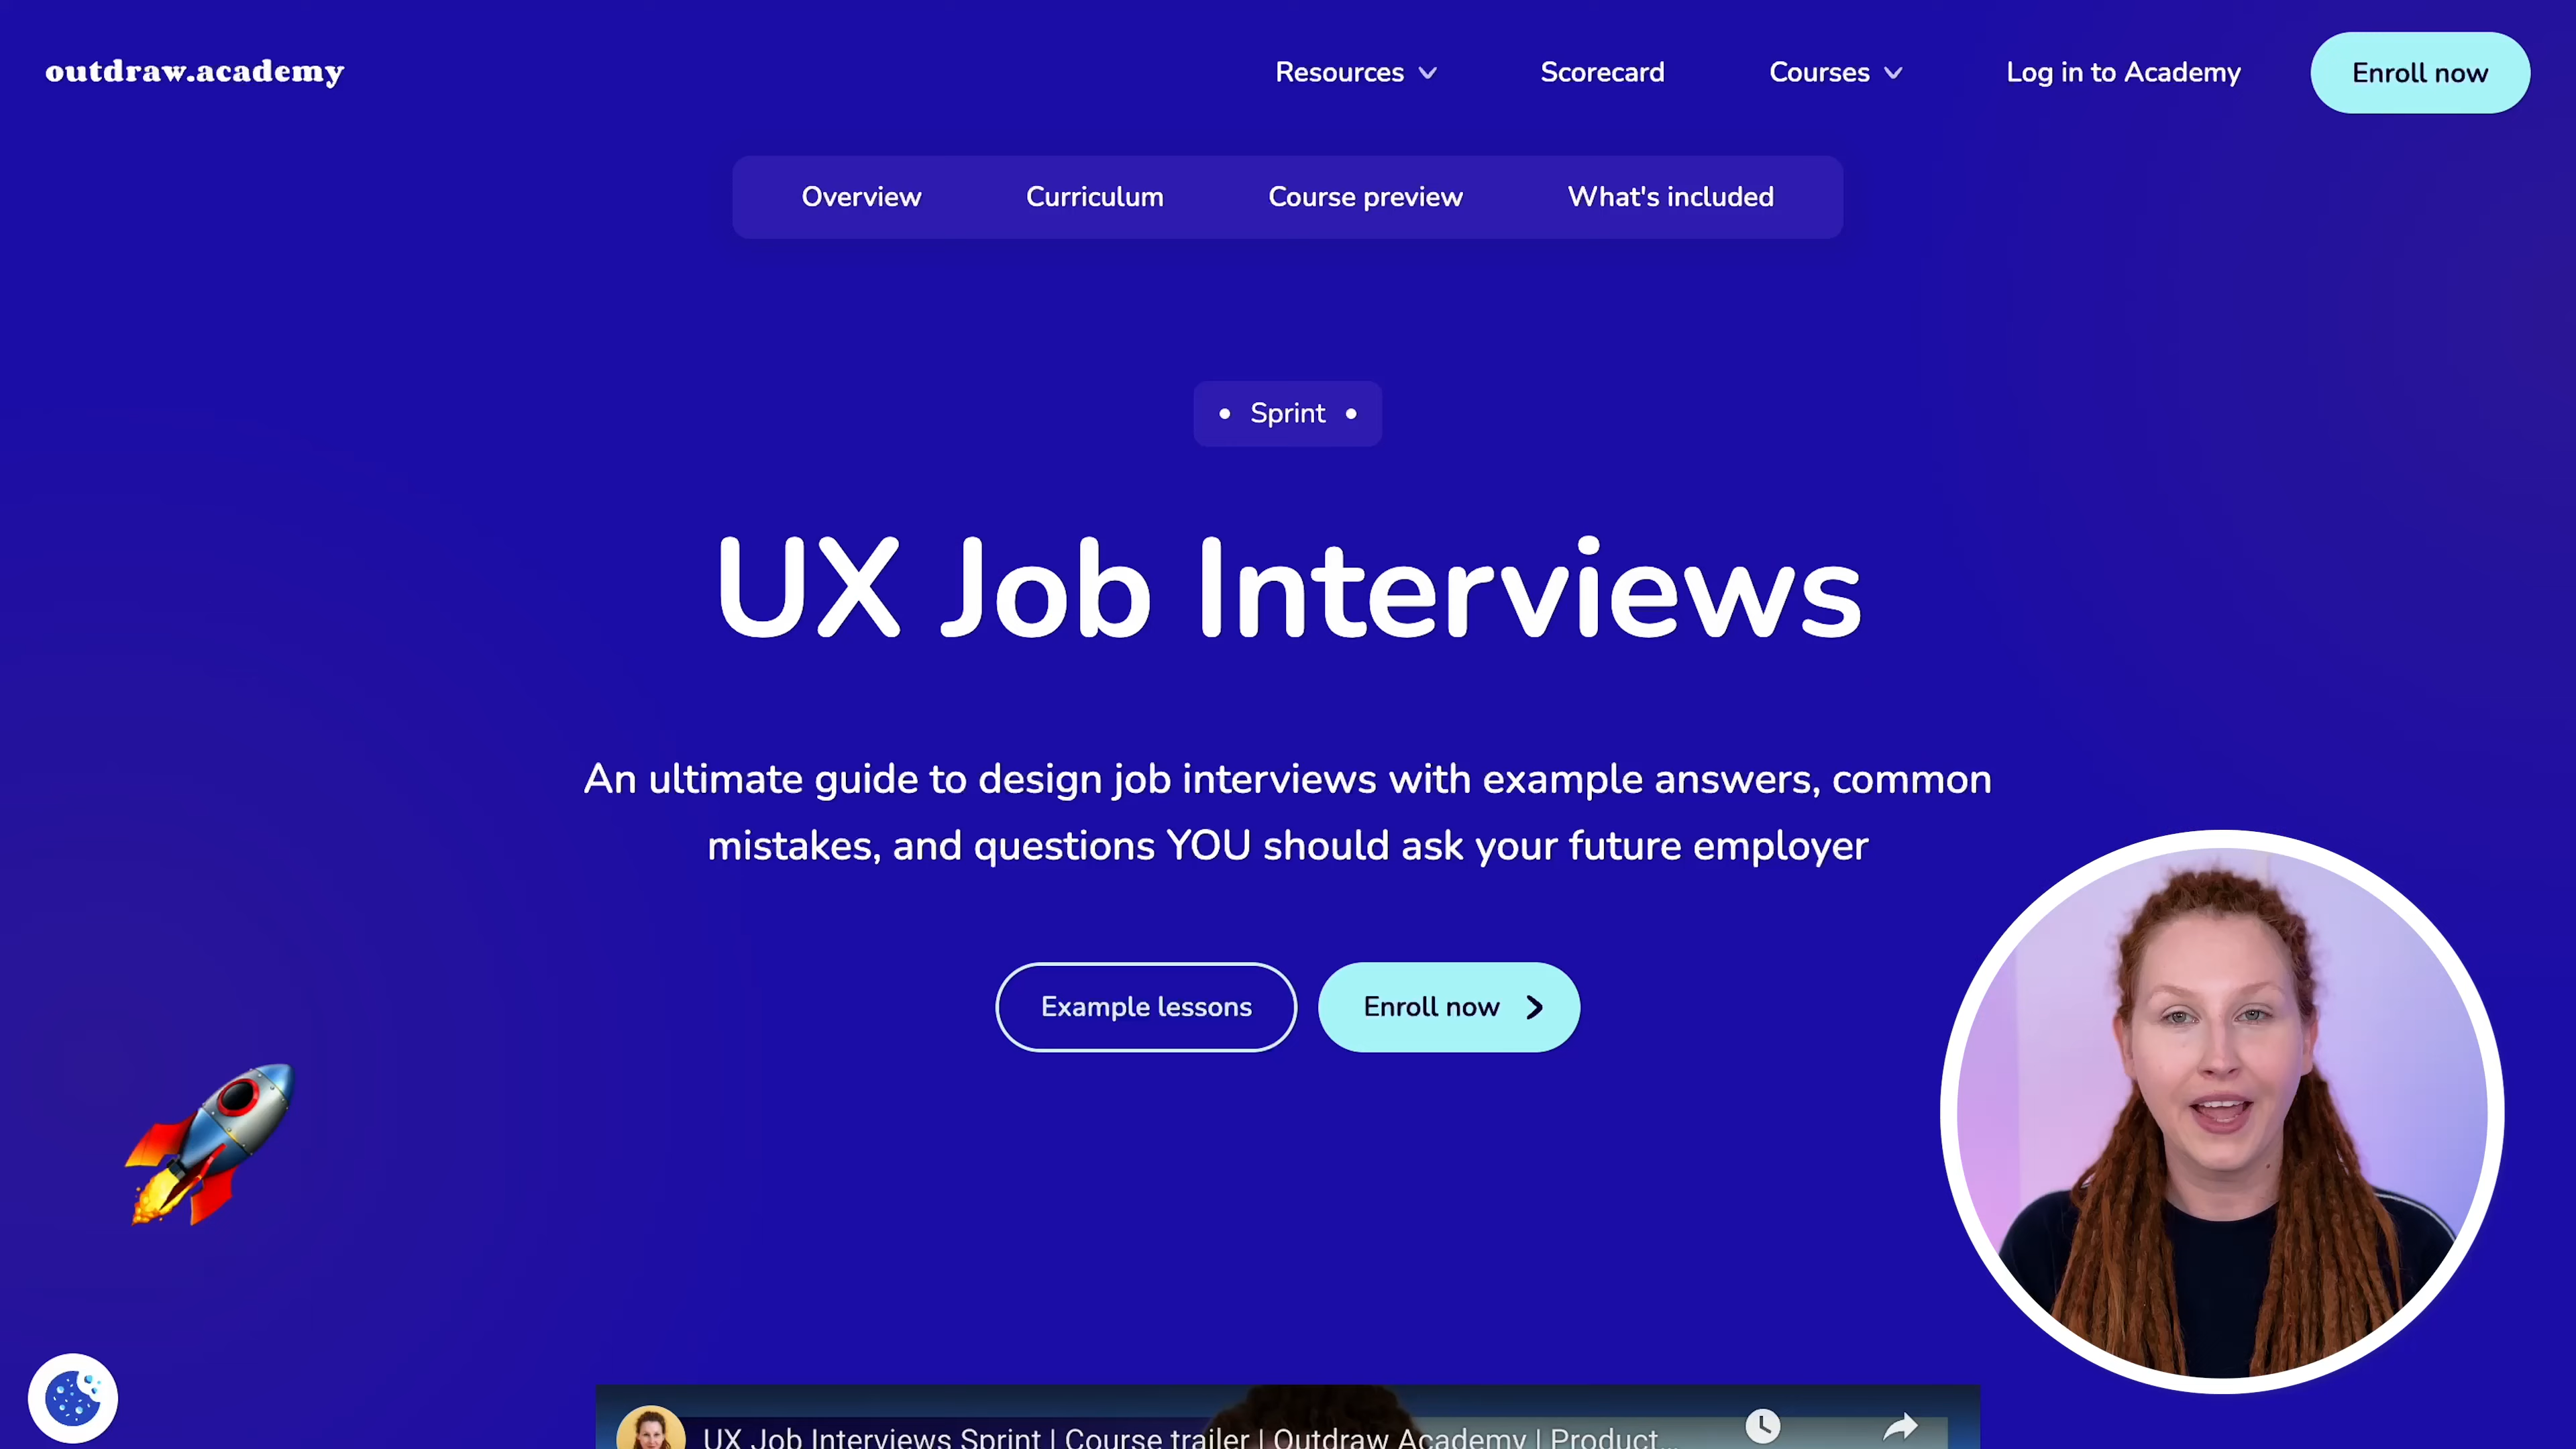 outdraw.academy
Resources
Scorecard
Courses
Log in to Academy
Enroll now
Overview
Curriculum
Course preview
What's included
• Sprint •
UX Job Interviews
An ultimate guide to design job interviews with example answers, common
mistakes, and questions YOU should ask your future employer
Example lessons
Enroll now
UX Job Interviews Sprint | Course trailer | Outdraw Academy | Product...